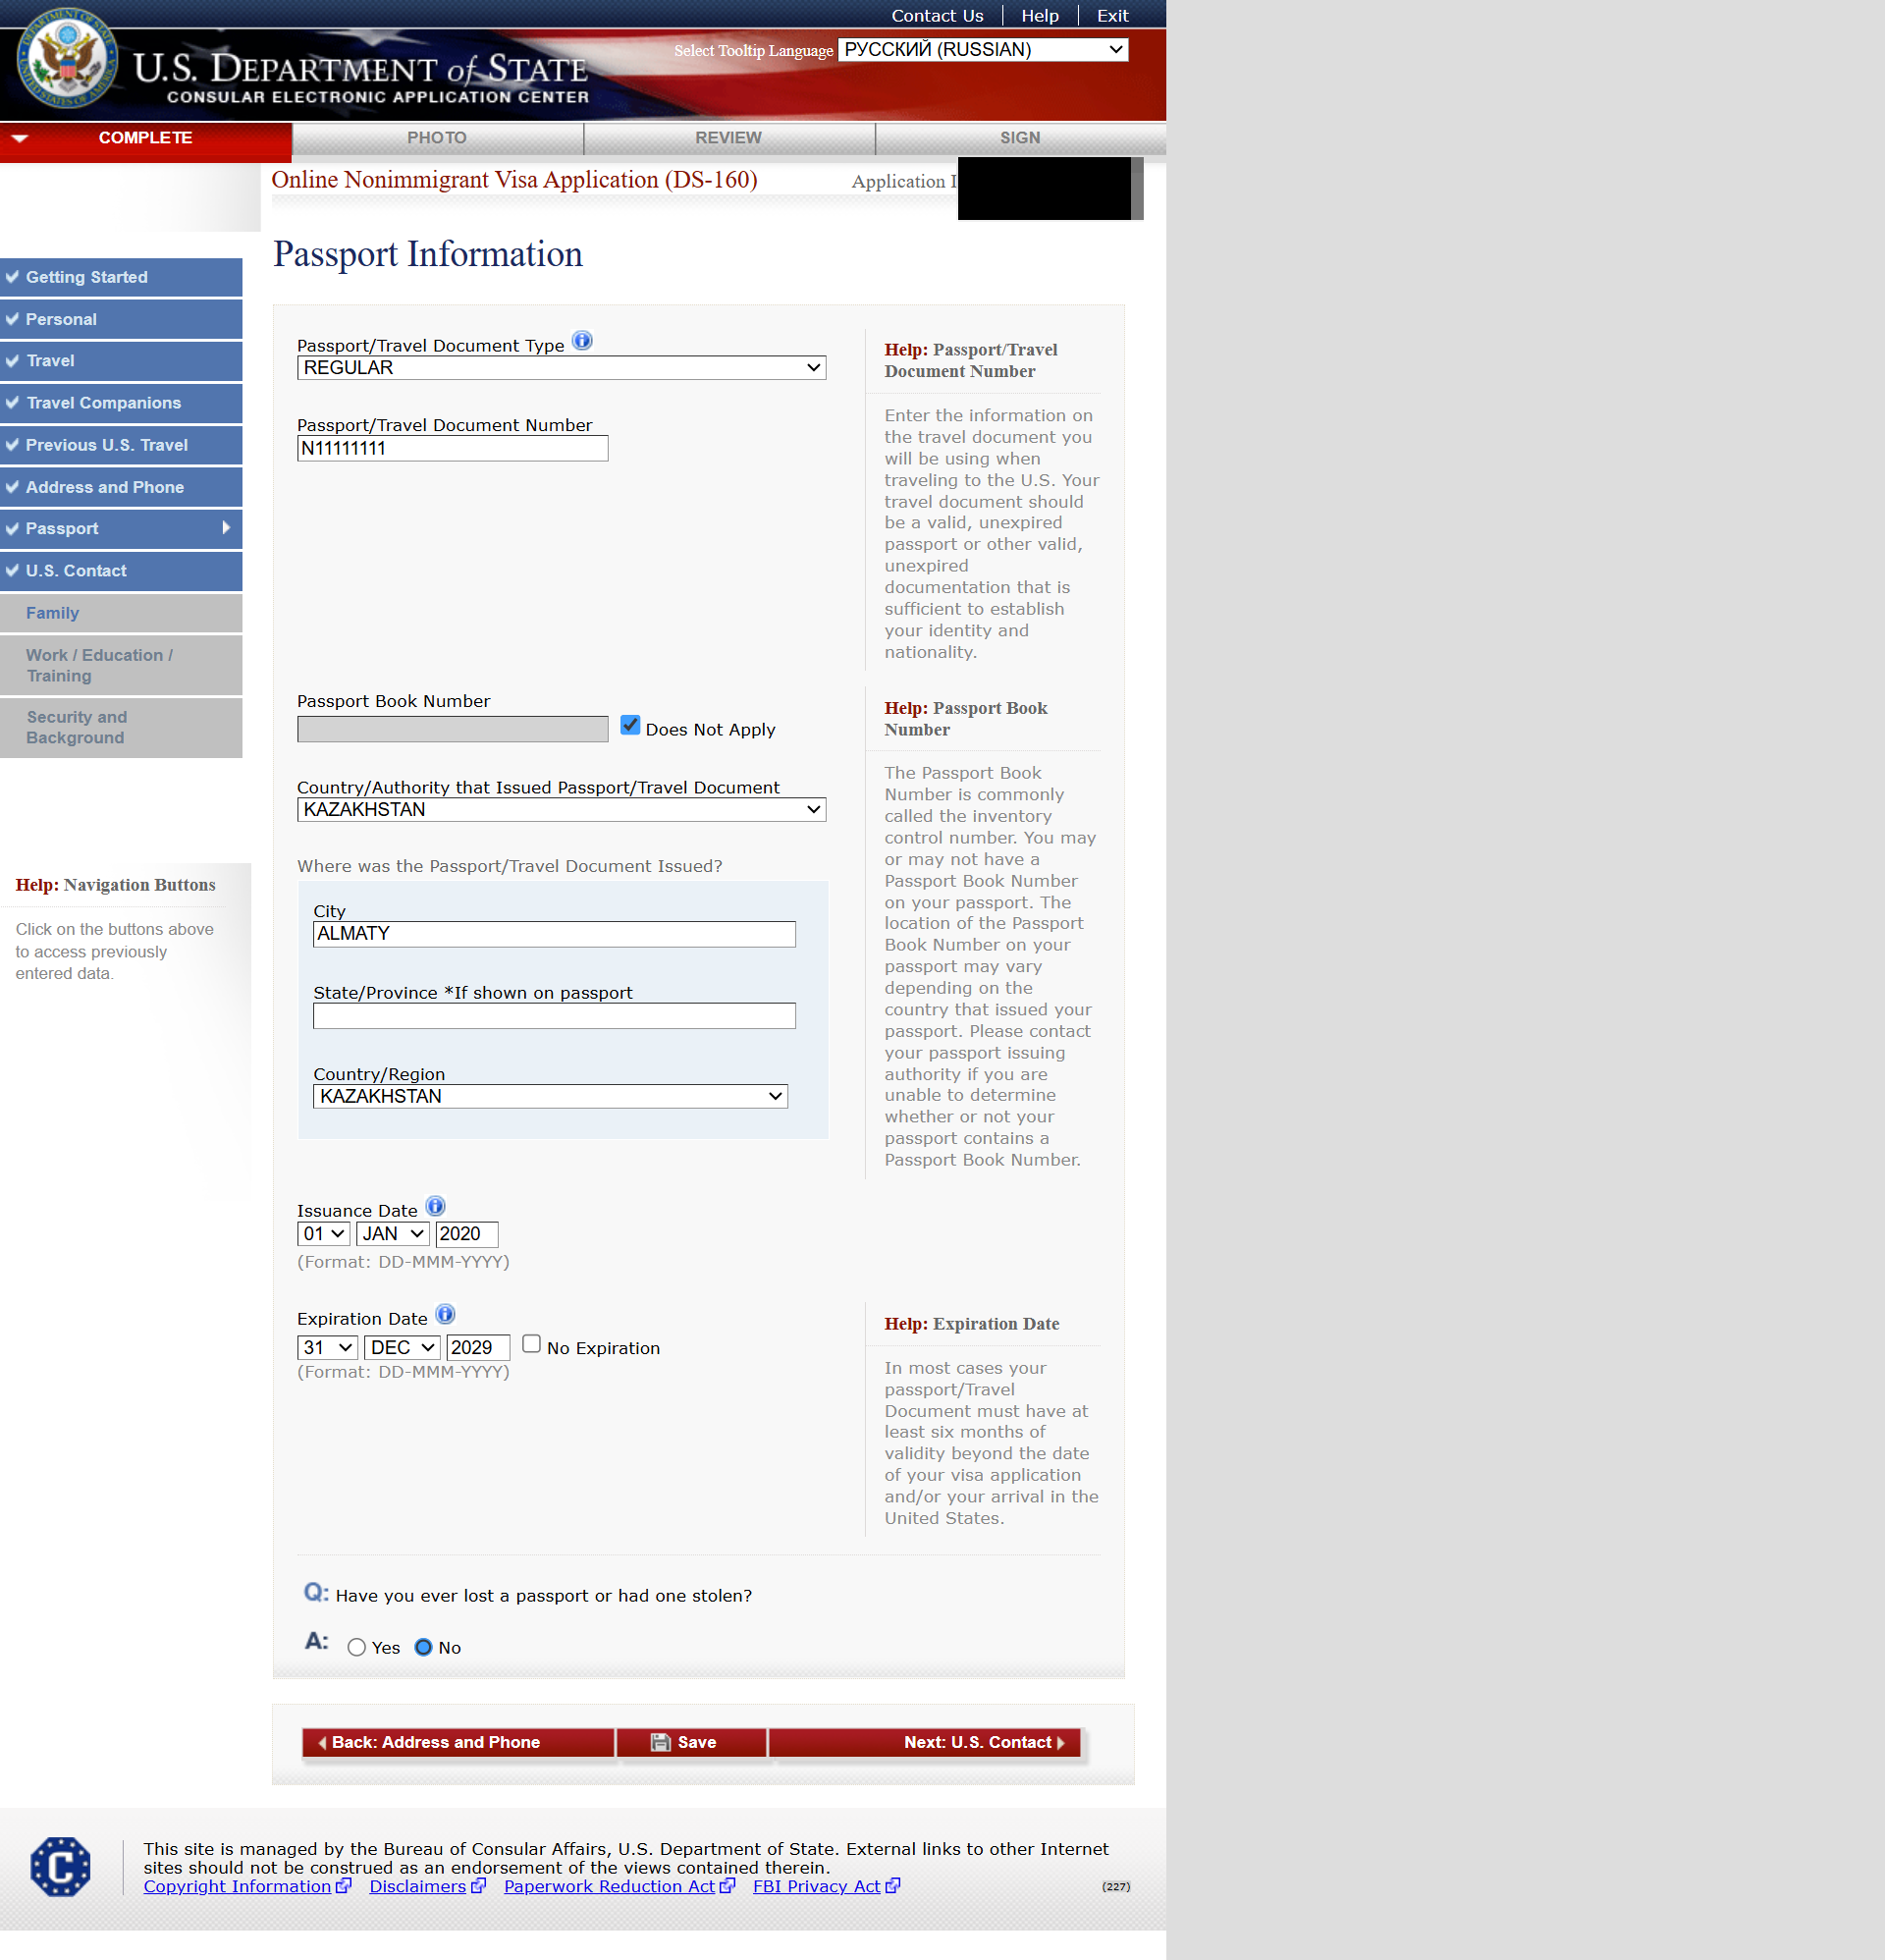 Contact Us
Help
Exit
U.S. DEPARTMENT of STATE
CONSULAR ELECTRONIC APPLICATION CENTER
Select Tooltip Language
РУССКИЙ (RUSSIAN)
COMPLETE
PHOTO
REVIEW
SIGN
Online Nonimmigrant Visa Application (DS-160)
Application I
Passport Information
Getting Started
Personal
Travel
Travel Companions
Previous U.S. Travel
Address and Phone
Passport
U.S. Contact
Family
Work / Education /
Training
Security and
Background
Help: Navigation Buttons
Click on the buttons above
to access previously
entered data.
Passport/Travel Document Type
REGULAR
Passport/Travel Document Number
N11111111
Help: Passport/Travel
Document Number
Enter the information on
the travel document you
will be using when
traveling to the U.S. Your
travel document should
be a valid, unexpired
passport or other valid,
unexpired
documentation that is
sufficient to establish
your identity and
nationality.
Passport Book Number
Does Not Apply
Country/Authority that Issued Passport/Travel Document
KAZAKHSTAN
Where was the Passport/Travel Document Issued?
City
ALMATY
State/Province *If shown on passport
Country/Region
KAZAKHSTAN
Help: Passport Book
Number
The Passport Book
Number is commonly
called the inventory
control number. You may
or may not have a
Passport Book Number
on your passport. The
location of the Passport
Book Number on your
passport may vary
depending on the
country that issued your
passport. Please contact
your passport issuing
authority if you are
unable to determine
whether or not your
passport contains a
Passport Book Number.
Issuance Date
01 JAN 2020
(Format: DD-MMM-YYYY)
Expiration Date
31 DEC 2029 No Expiration
(Format: DD-MMM-YYYY)
Help: Expiration Date
In most cases your
passport/Travel
Document must have at
least six months of
validity beyond the date
of your visa application
and/or your arrival in the
United States.
Q: Have you ever lost a passport or had one stolen?
A: Yes No
Back: Address and Phone
Save
Next: U.S. Contact
This site is managed by the Bureau of Consular Affairs, U.S. Department of State. External links to other Internet
sites should not be construed as an endorsement of the views contained therein.
Copyright Information Disclaimers Paperwork Reduction Act FBI Privacy Act
(227)